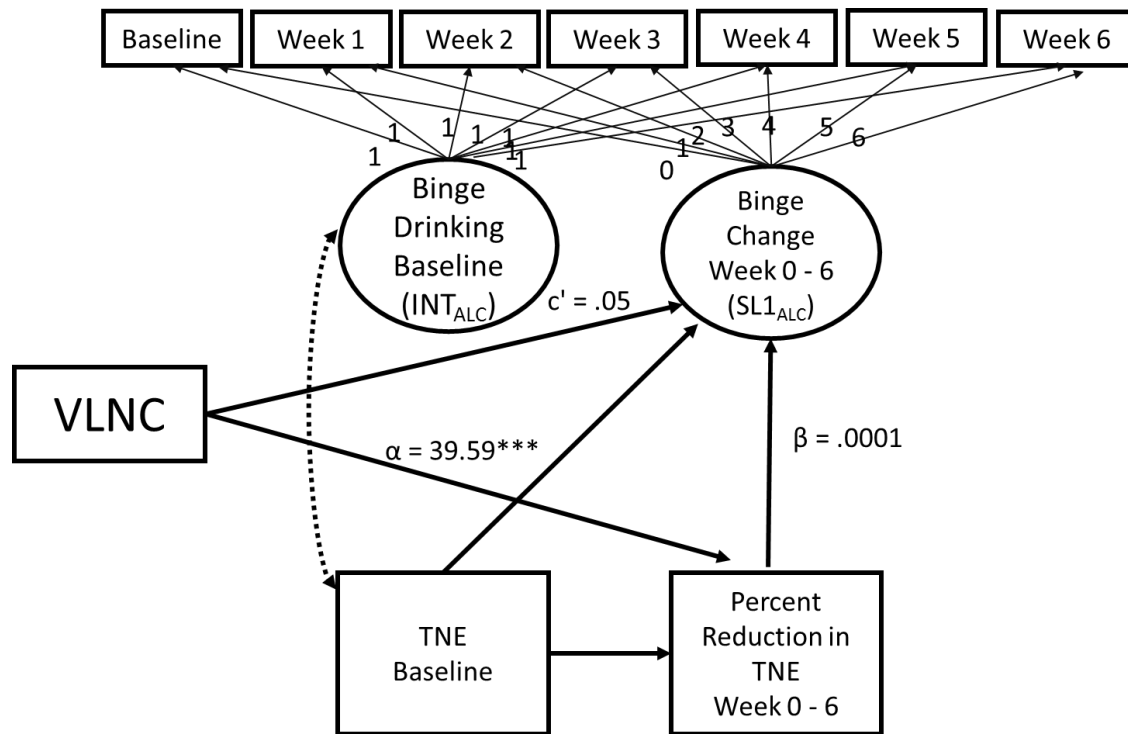 Baseline
Week 1
Week 2
Week 3
Week 4
Week 5
Week 6
1
1
1
1
1
1
1
0
1
2
3
4
5
6
Binge
Drinking
Baseline
(INTALC)
Binge
Change
Week 0 - 6
(SL1ALC)
c' = .05
VLNC
α = 39.59***
β = .0001
TNE
Baseline
Percent
Reduction in
TNE
Week 0 - 6